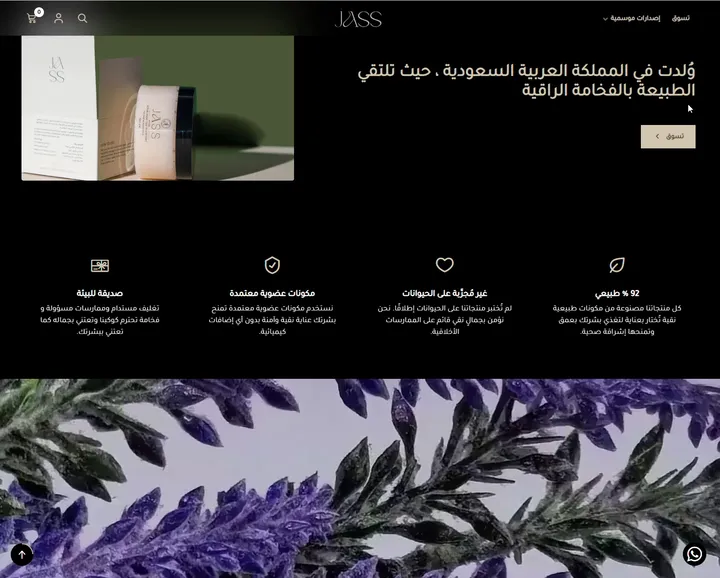 تسوق
إصدارات موسمية
JASS
0
وُلدت في المملكة العربية السعودية ، حيث تلتقي
الطبيعة بالفخامة الراقية
تسوق
JA
SS
JASS
92 % طبيعي
كل منتجاتنا مصنوعة من مكونات طبيعية
نقية تُختار بعناية لتغذي بشرتك بعمق
وتمنحها إشراقة صحية.
غير مُجرَّبة على الحيوانات
لم تُختبر منتجاتنا على الحيوانات إطلاقًا. نحن
نؤمن بجمالٍ نقي قائم على الممارسات
الأخلاقية.
مكونات عضوية معتمدة
نستخدم مكونات عضوية معتمدة تمنح
بشرتك عناية نقية وآمنة بدون أي إضافات
كيميائية.
صديقة للبيئة
تغليف مستدام وممارسات مسؤولة و
فخامة تحترم كوكبنا وتعتني بجماله كما
تعتني ببشرتك.